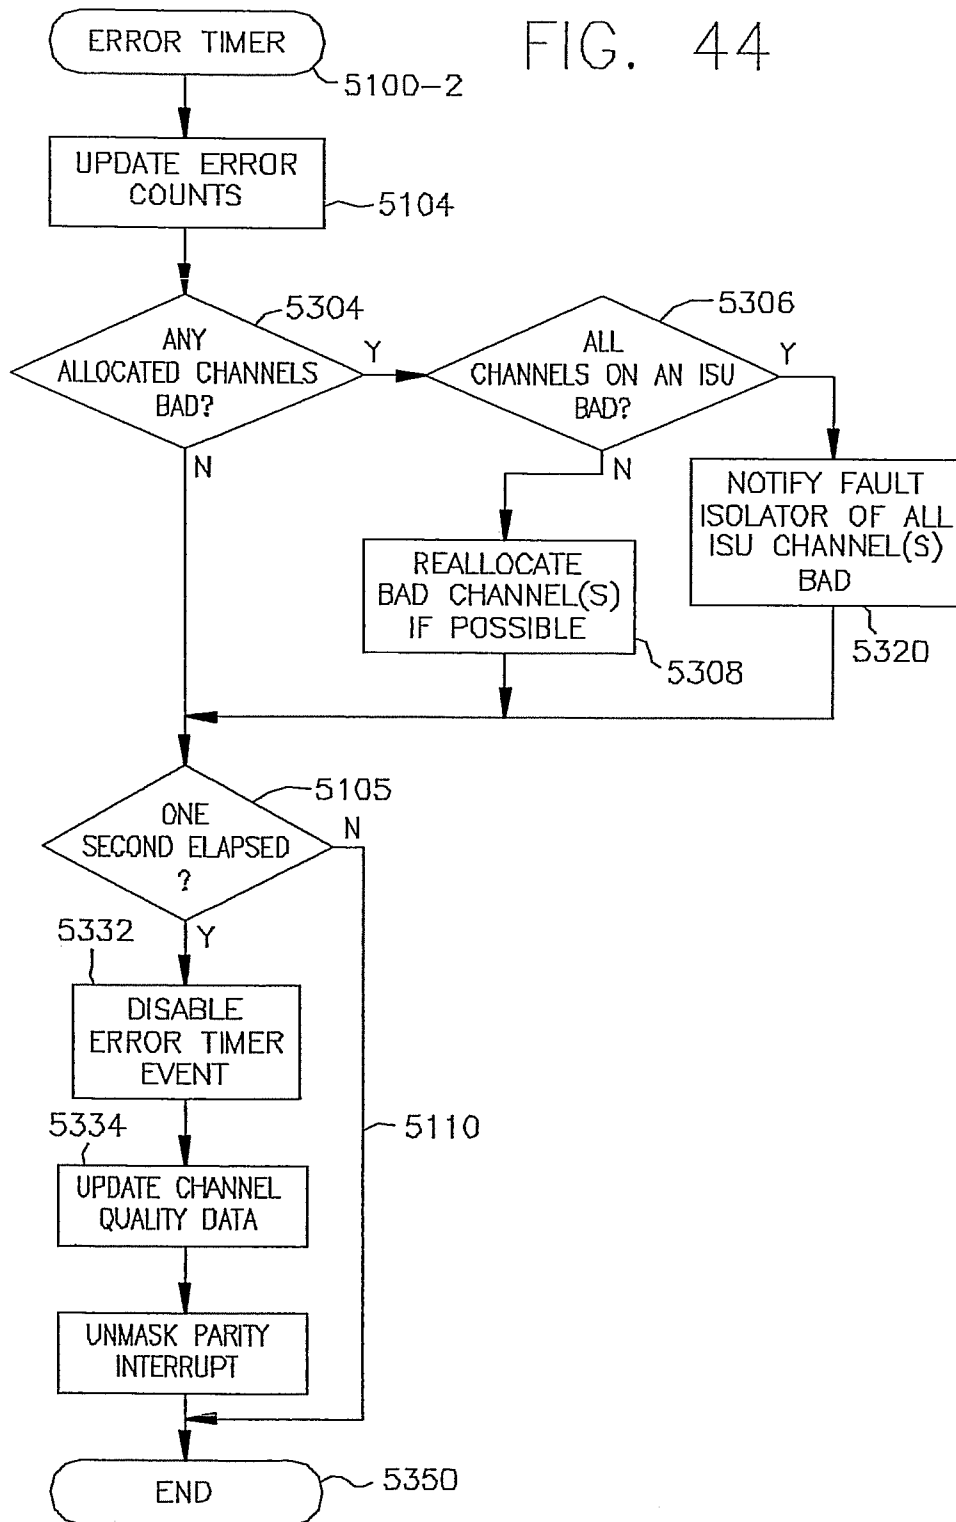 FIG. 44
ERROR TIMER
5100-2
UPDATE ERROR
COUNTS
5104
5304
ANY
ALLOCATED CHANNELS
BAD?
Y
N
5306
ALL
CHANNELS ON AN ISU
BAD?
Y
N
NOTIFY FAULT
ISOLATOR OF ALL
ISU CHANNEL(S)
BAD
5320
REALLOCATE
BAD CHANNEL(S)
IF POSSIBLE
5308
5105
ONE
SECOND ELAPSED
?
N
Y
5332
DISABLE
ERROR TIMER
EVENT
5110
5334
UPDATE CHANNEL
QUALITY DATA
UNMASK PARITY
INTERRUPT
END
5350